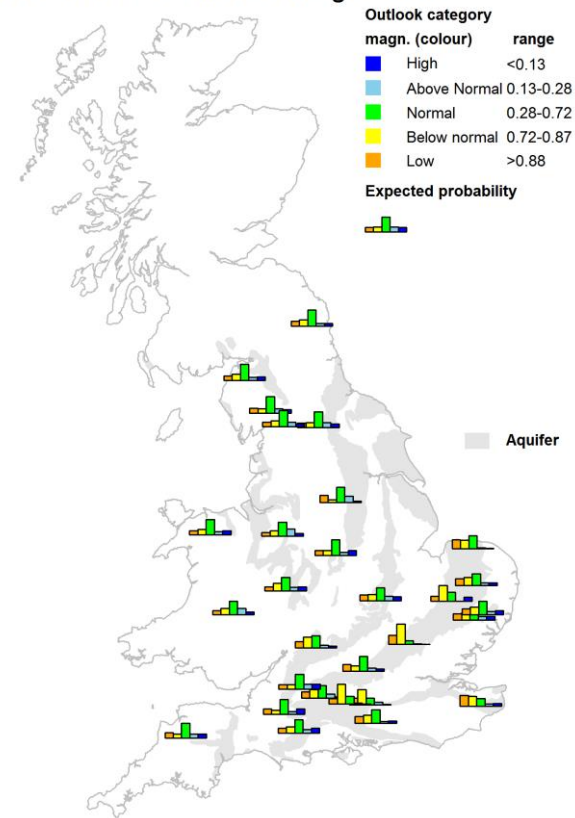 Outlook category
magn. (colour) range
High <0.13
Above Normal 0.13-0.28
Normal 0.28-0.72
Below normal 0.72-0.87
Low >0.88
Expected probability
Aquifer